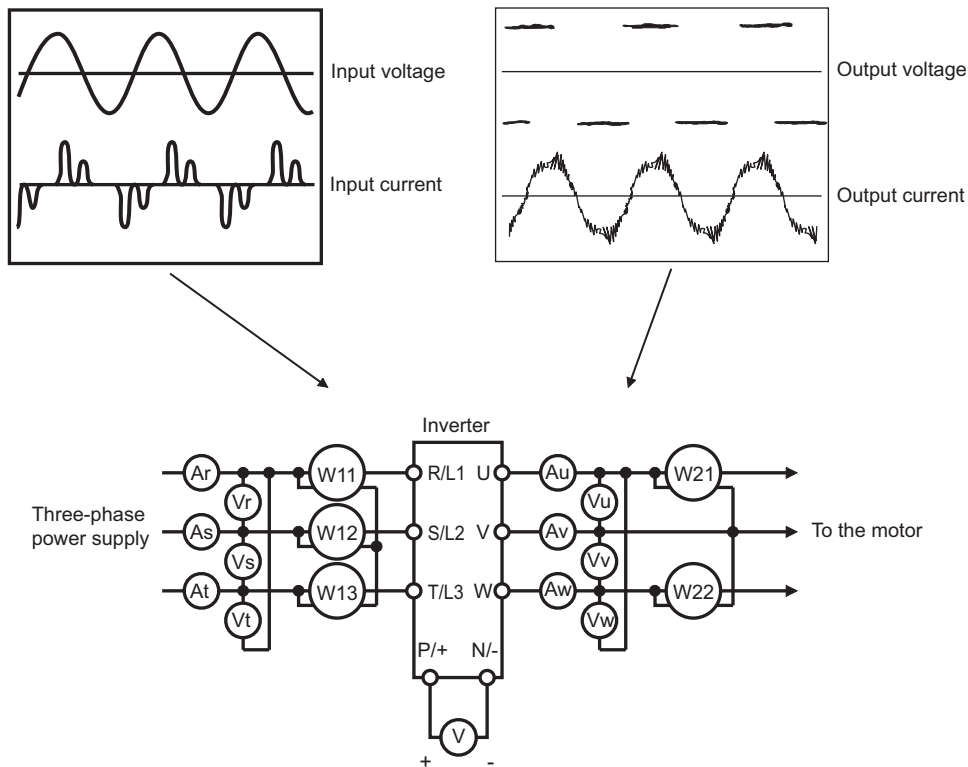 Input voltage
Input current
Output voltage
Output current
Inverter
Three-phase
power supply
Ar
As
At
Vr
Vs
Vt
W11
W12
W13
R/L1
S/L2
T/L3
U
V
W
P/+
N/-
Au
Av
Aw
Vu
Vv
Vw
W21
W22
To the motor
V
+
-